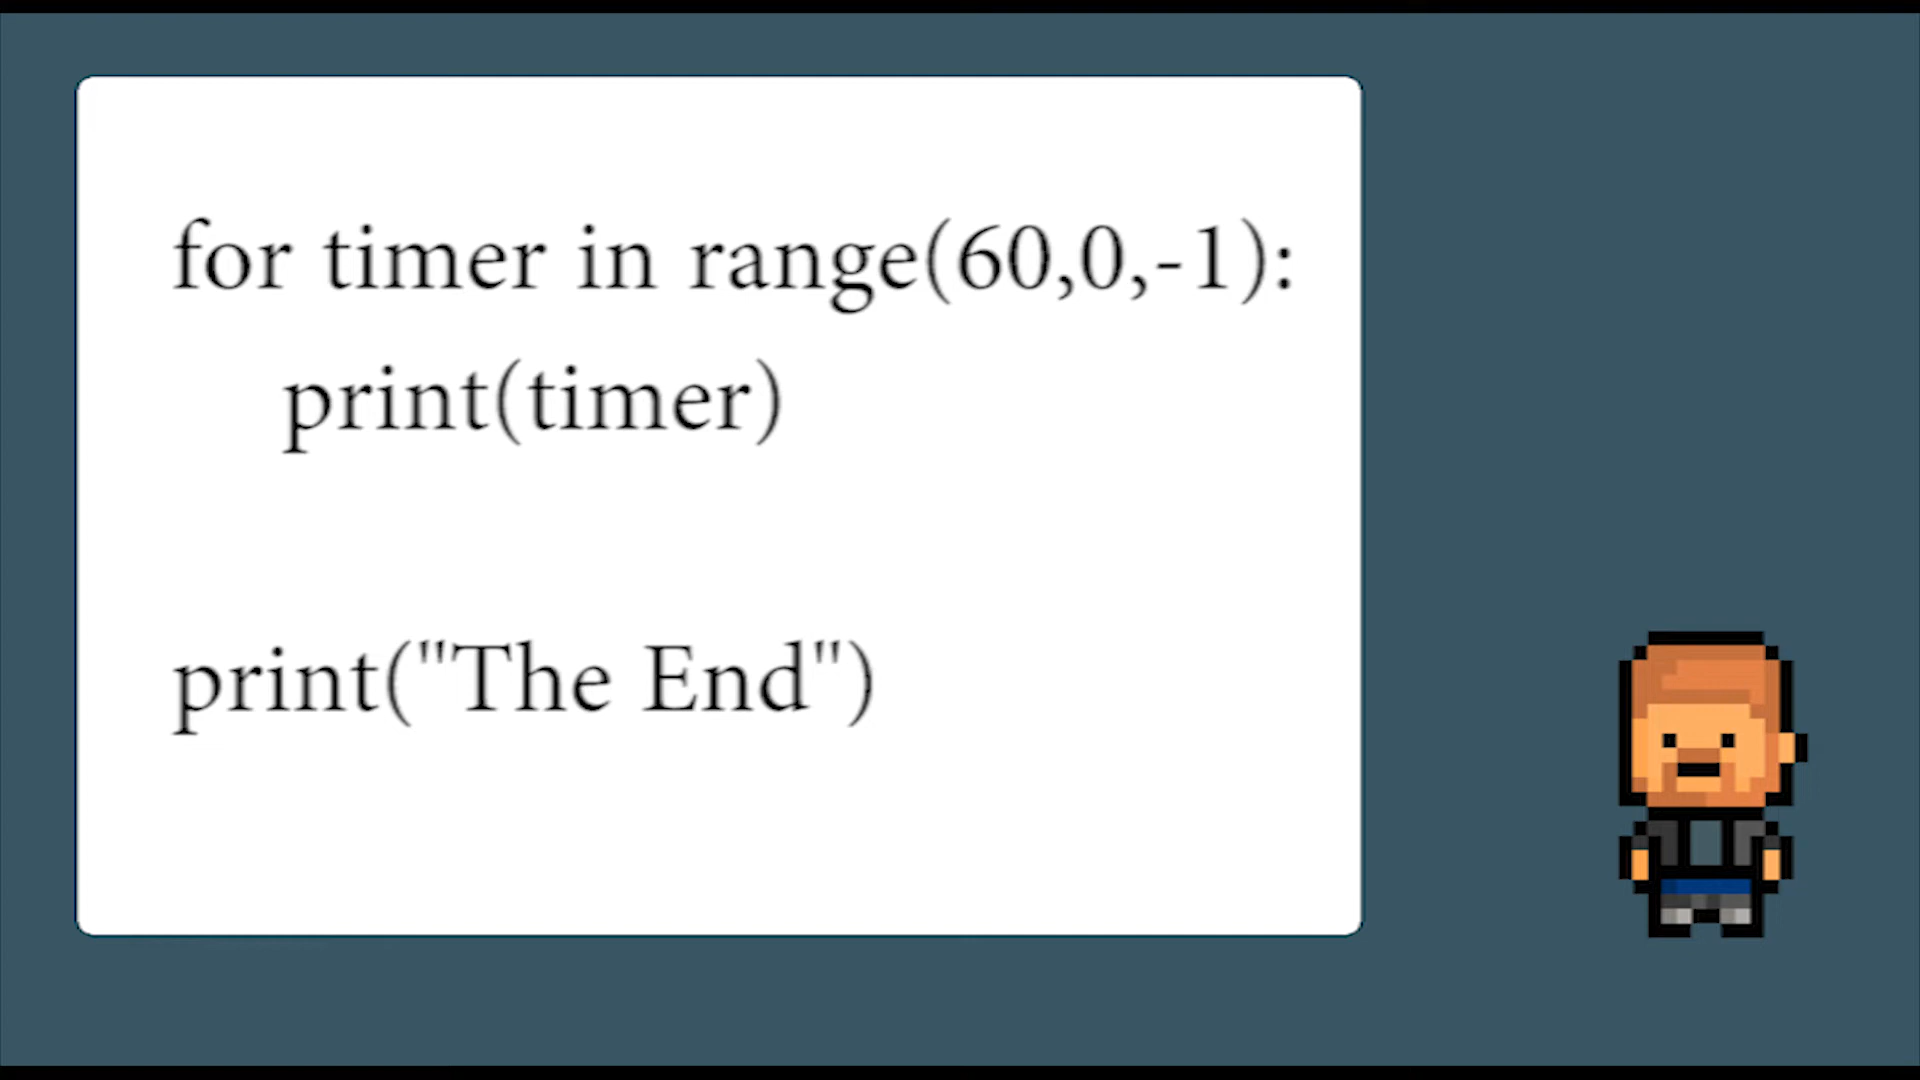 for timer in range(60,0,-1):
print(timer)
print("The End")